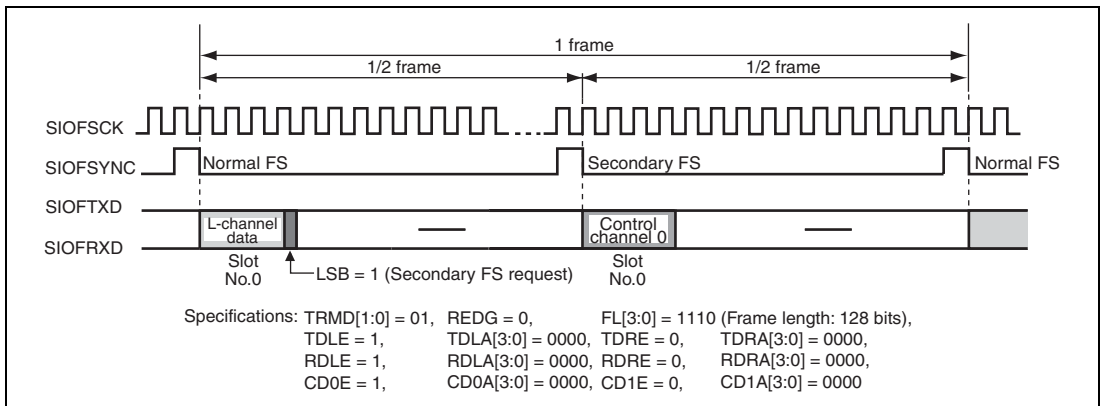 1 frame
1/2 frame 1/2 frame
SIOFSCK
SIOFSYNC Normal FS Secondary FS Normal FS
SIOFTXD
L-channel data
Control channel 0
SIOFRXD
Slot No.0
LSB = 1 (Secondary FS request)
Slot No.0
Specifications: TRMD[1:0] = 01, REDG = 0, FL[3:0] = 1110 (Frame length: 128 bits),
TDLE = 1, TDLA[3:0] = 0000, TDRE = 0, TDRA[3:0] = 0000,
RDLE = 1, RDLA[3:0] = 0000, RDRE = 0, RDRA[3:0] = 0000,
CD0E = 1, CD0A[3:0] = 0000, CD1E = 0, CD1A[3:0] = 0000